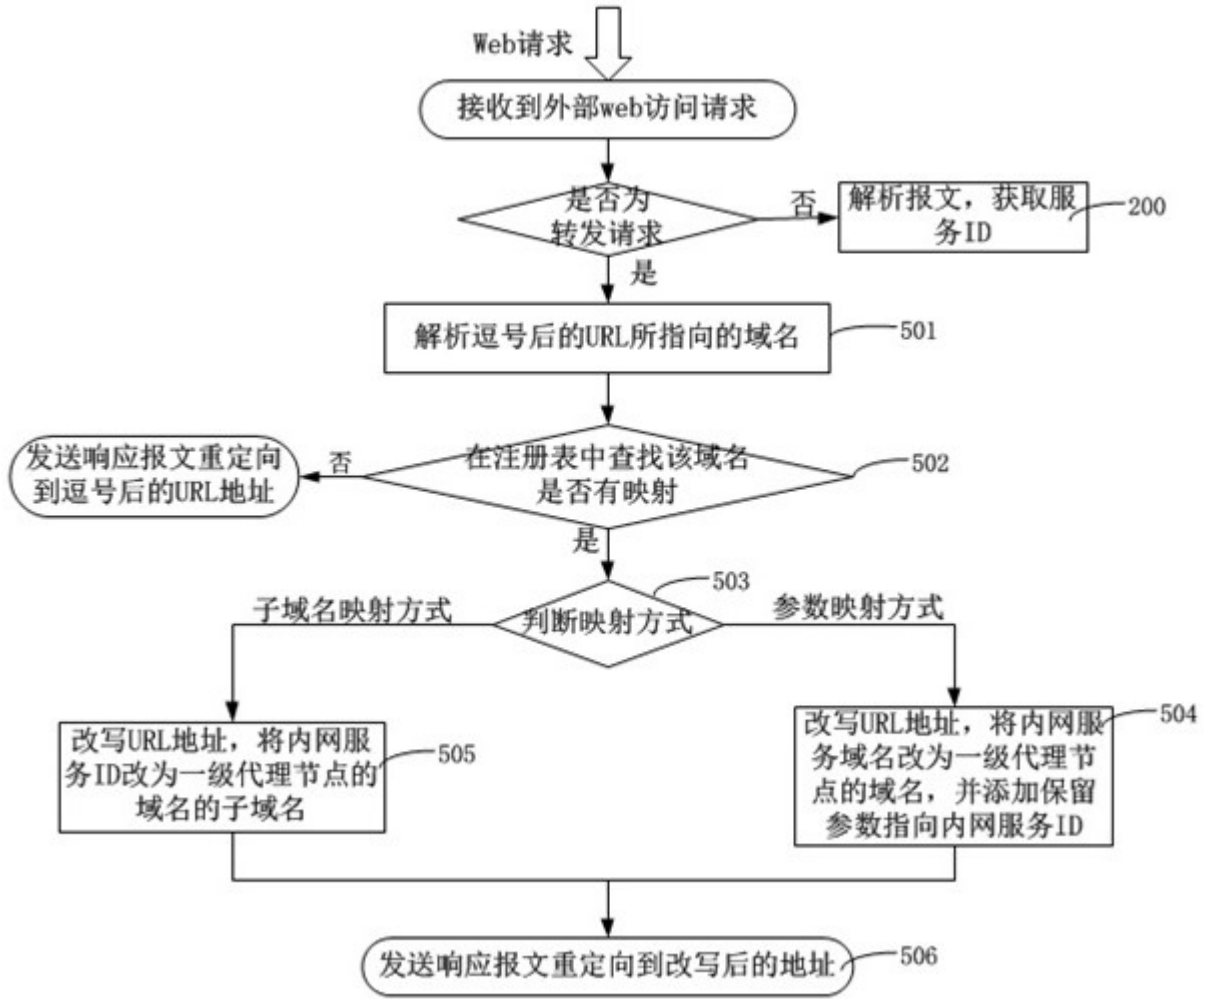 Web请求
接收到外部web访问请求
是否为
转发请求
否
解析报文，获取服
务ID
200
是
解析逗号后的URL所指向的域名
501
发送响应报文重定向
到逗号后的URL地址
否
在注册表中查找该域名
是否有映射
502
是
503
子域名映射方式
判断映射方式
参数映射方式
改写URL地址，将内网服
务ID改为一级代理节点的
域名的子域名
505
改写URL地址，将内网服
务域名改为一级代理节
点的域名，并添加保留
参数指向内网服务ID
504
发送响应报文重定向到改写后的地址
506